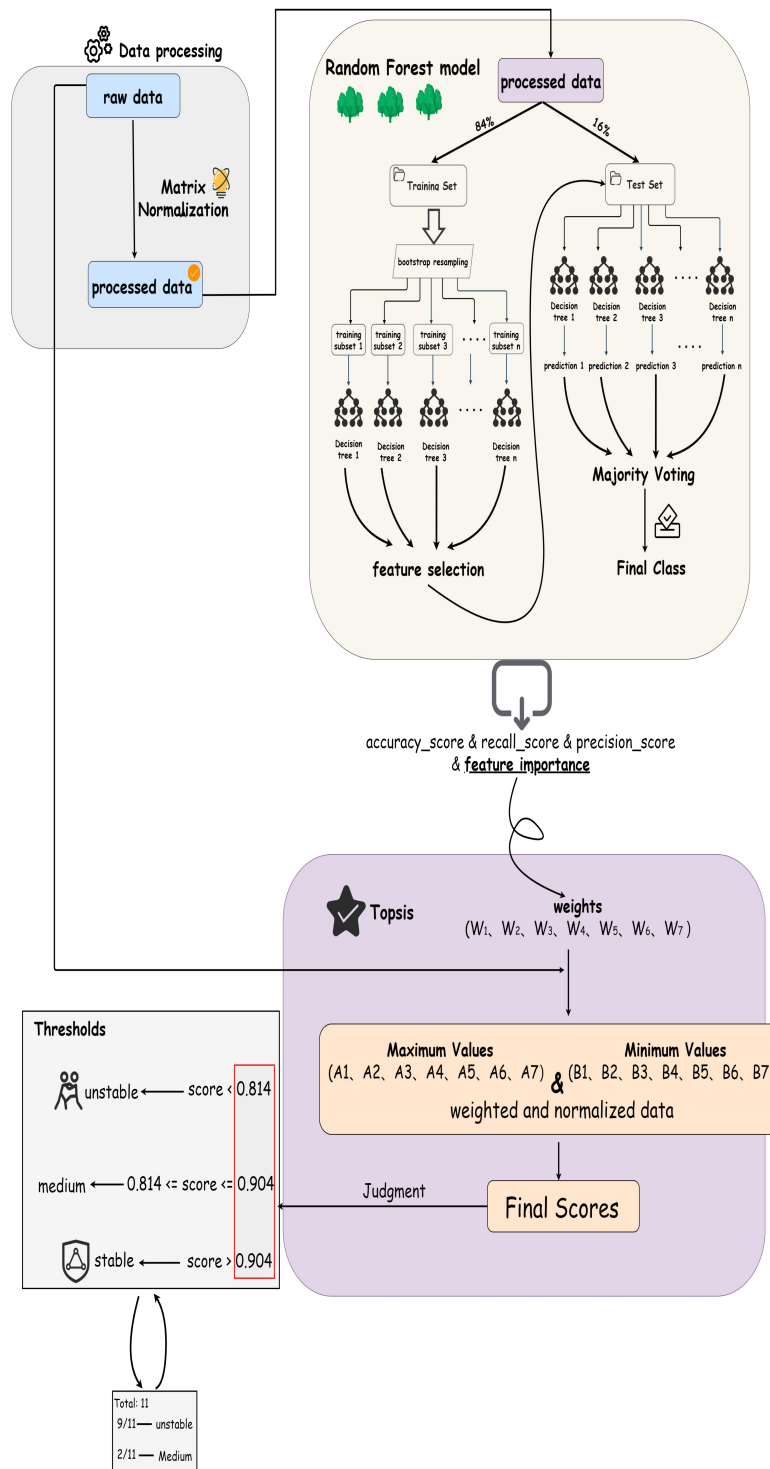 Data processing
raw data
Matrix
Normalization
processed data
Random Forest model
processed data
84%
16%
Training Set
Test Set
bootstrap resampling
training
subset 1
training
subset 2
training
subset 3
....
training
subset n
Decision
tree 1
Decision
tree 2
Decision
tree 3
....
Decision
tree n
feature selection
Decision
tree 1
Decision
tree 2
Decision
tree 3
....
Decision
tree n
prediction 1
prediction 2
prediction 3
....
prediction n
Majority Voting
Final Class
accuracy_score & recall_score & precision_score
& feature importance
Topsis
weights
(W1、W2、W3、W4、W5、W6、W7 )
Maximum Values
(A1、A2、A3、A4、A5、A6、A7)
&
Minimum Values
(B1、B2、B3、B4、B5、B6、B7
weighted and normalized data
Final Scores
Judgment
Thresholds
unstable score < 0.814
medium 0.814 <= score <= 0.904
stable score > 0.904
Total: 11
9/11 unstable
2/11 Medium